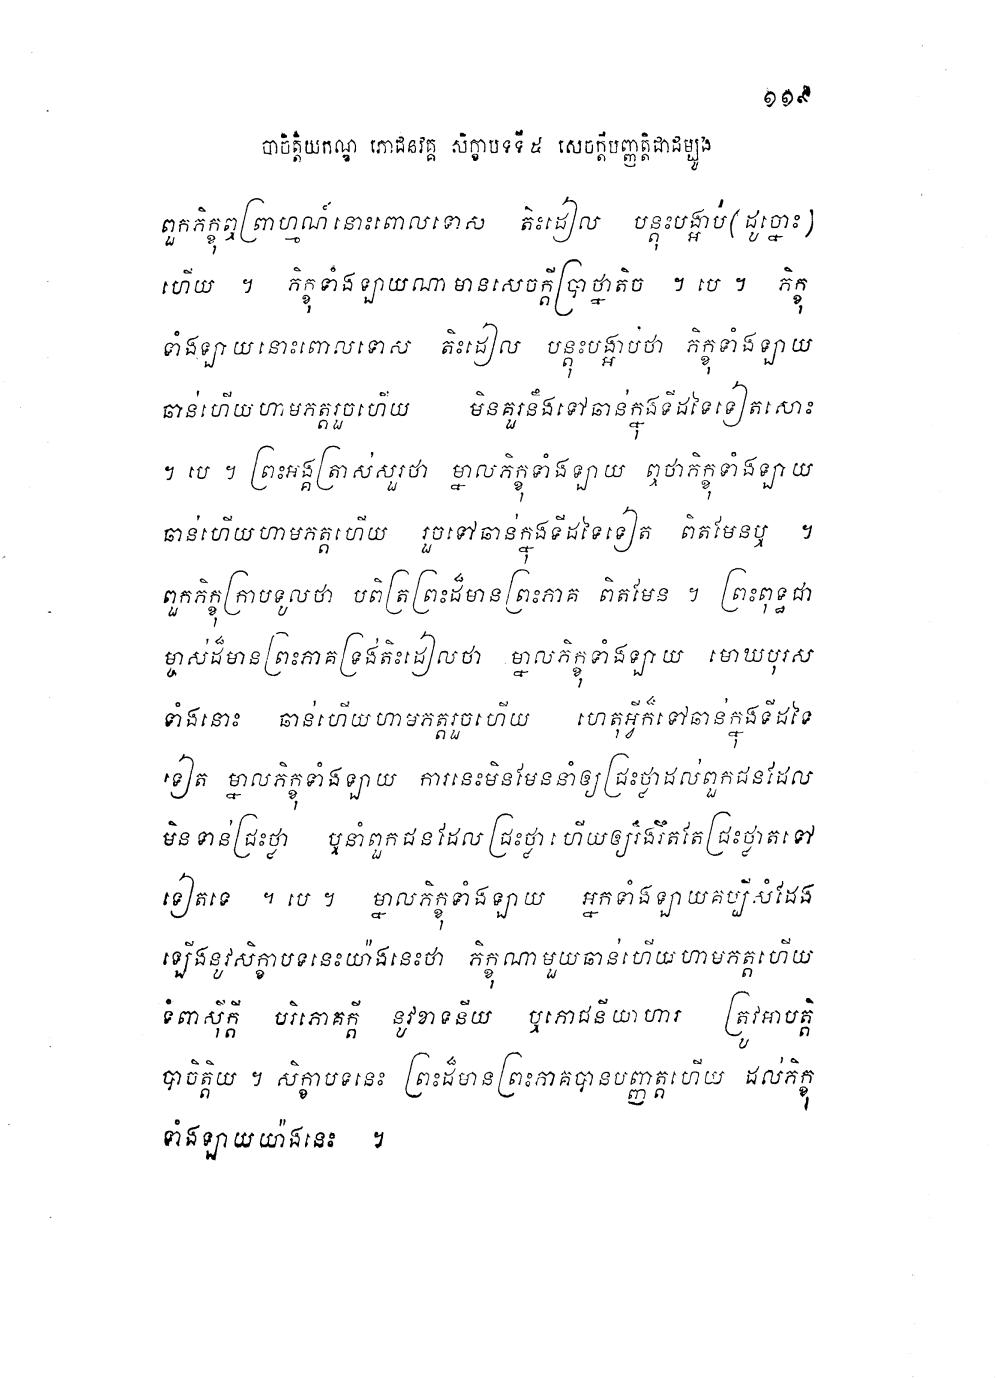 ១១៩
បាចិត្តិយកណ្ឌ ភោជនវគ្គ សិក្ខាបទទី ៥ សេចក្តីបញ្ញត្តិជាដម្បូង
ពួកភិក្ខុឮព្រាហ្មណ៍នោះពោលទោស តិះដៀល បន្តុះបង្អាប់ (ដូច្នោះ)
ហើយ ។ ភិក្ខុទាំងឡាយណាមានសេចក្តីប្រាថ្នាតិច ។ បេ ។ ភិក្ខុ
ទាំងឡាយនោះពោលទោស តិះដៀល បន្តុះបង្អាប់ថា ភិក្ខុទាំងឡាយ
ឆាន់ហើយហាមភត្តរួចហើយ មិនគួរនឹងទៅឆាន់ក្នុងទីដទៃទៀតសោះ
។ បេ ។ ព្រះអង្គត្រាស់សួរថា ម្នាលភិក្ខុទាំងឡាយ ឮថាភិក្ខុទាំងឡាយ
ឆាន់ហើយហាមភត្តហើយ រួចទៅឆាន់ក្នុងទីដទៃទៀត ពិតមែនឬ ។
ពួកភិក្ខុក្រាបទូលថា បពិត្រព្រះដ៏មានព្រះភាគ ពិតមែន ។ ព្រះពុទ្ធជា
ម្ចាស់ដ៏មានព្រះភាគទ្រង់តិះដៀលថា ម្នាលភិក្ខុទាំងឡាយ មោឃបុរស
ទាំងនោះ ឆាន់ហើយហាមភត្តរួចហើយ ហេតុអ្វីក៏ទៅឆាន់ក្នុងទីដទៃ
ទៀត ម្នាលភិក្ខុទាំងឡាយ ការនេះមិនមែននាំឲ្យជ្រះថ្លាដល់ពួកជនដែល
មិនទាន់ជ្រះថ្លា ឬនាំពួកជនដែលជ្រះថ្លាហើយឲ្យរឹងរឹតតែជ្រះថ្លាតទៅ
ទៀតទេ ។ បេ ។ ម្នាលភិក្ខុទាំងឡាយ អ្នកទាំងឡាយគប្បីសំដែង
ឡើងនូវសិក្ខាបទនេះយ៉ាងនេះថា ភិក្ខុណាមួយឆាន់ហើយហាមភត្តហើយ
ទំពាស៊ីក្តី បរិភោគក្តី នូវខាទនីយ ឬភោជនីយាហារ ត្រូវអាបត្តិ
បាចិត្តិយ ។ សិក្ខាបទនេះ ព្រះដ៏មានព្រះភាគបានបញ្ញត្តហើយ ដល់ភិក្ខុ
ទាំងឡាយយ៉ាងនេះ ។